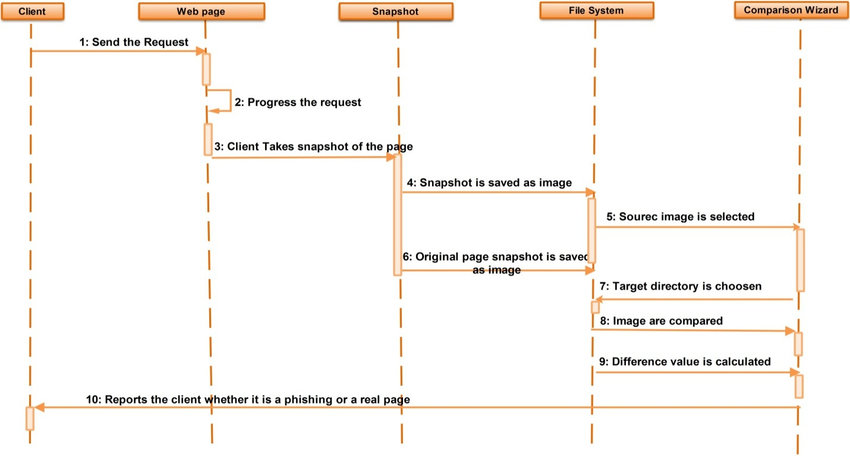 Client
Web page
Snapshot
File System
Comparison Wizard
1: Send the Request
2: Progress the request
3: Client Takes snapshot of the page
4: Snapshot is saved as image
5: Sourec image is selected
6: Original page snapshot is saved
as image
7: Target directory is choosen
8: Image are compared
9: Difference value is calculated
10: Reports the client whether it is a phishing or a real page